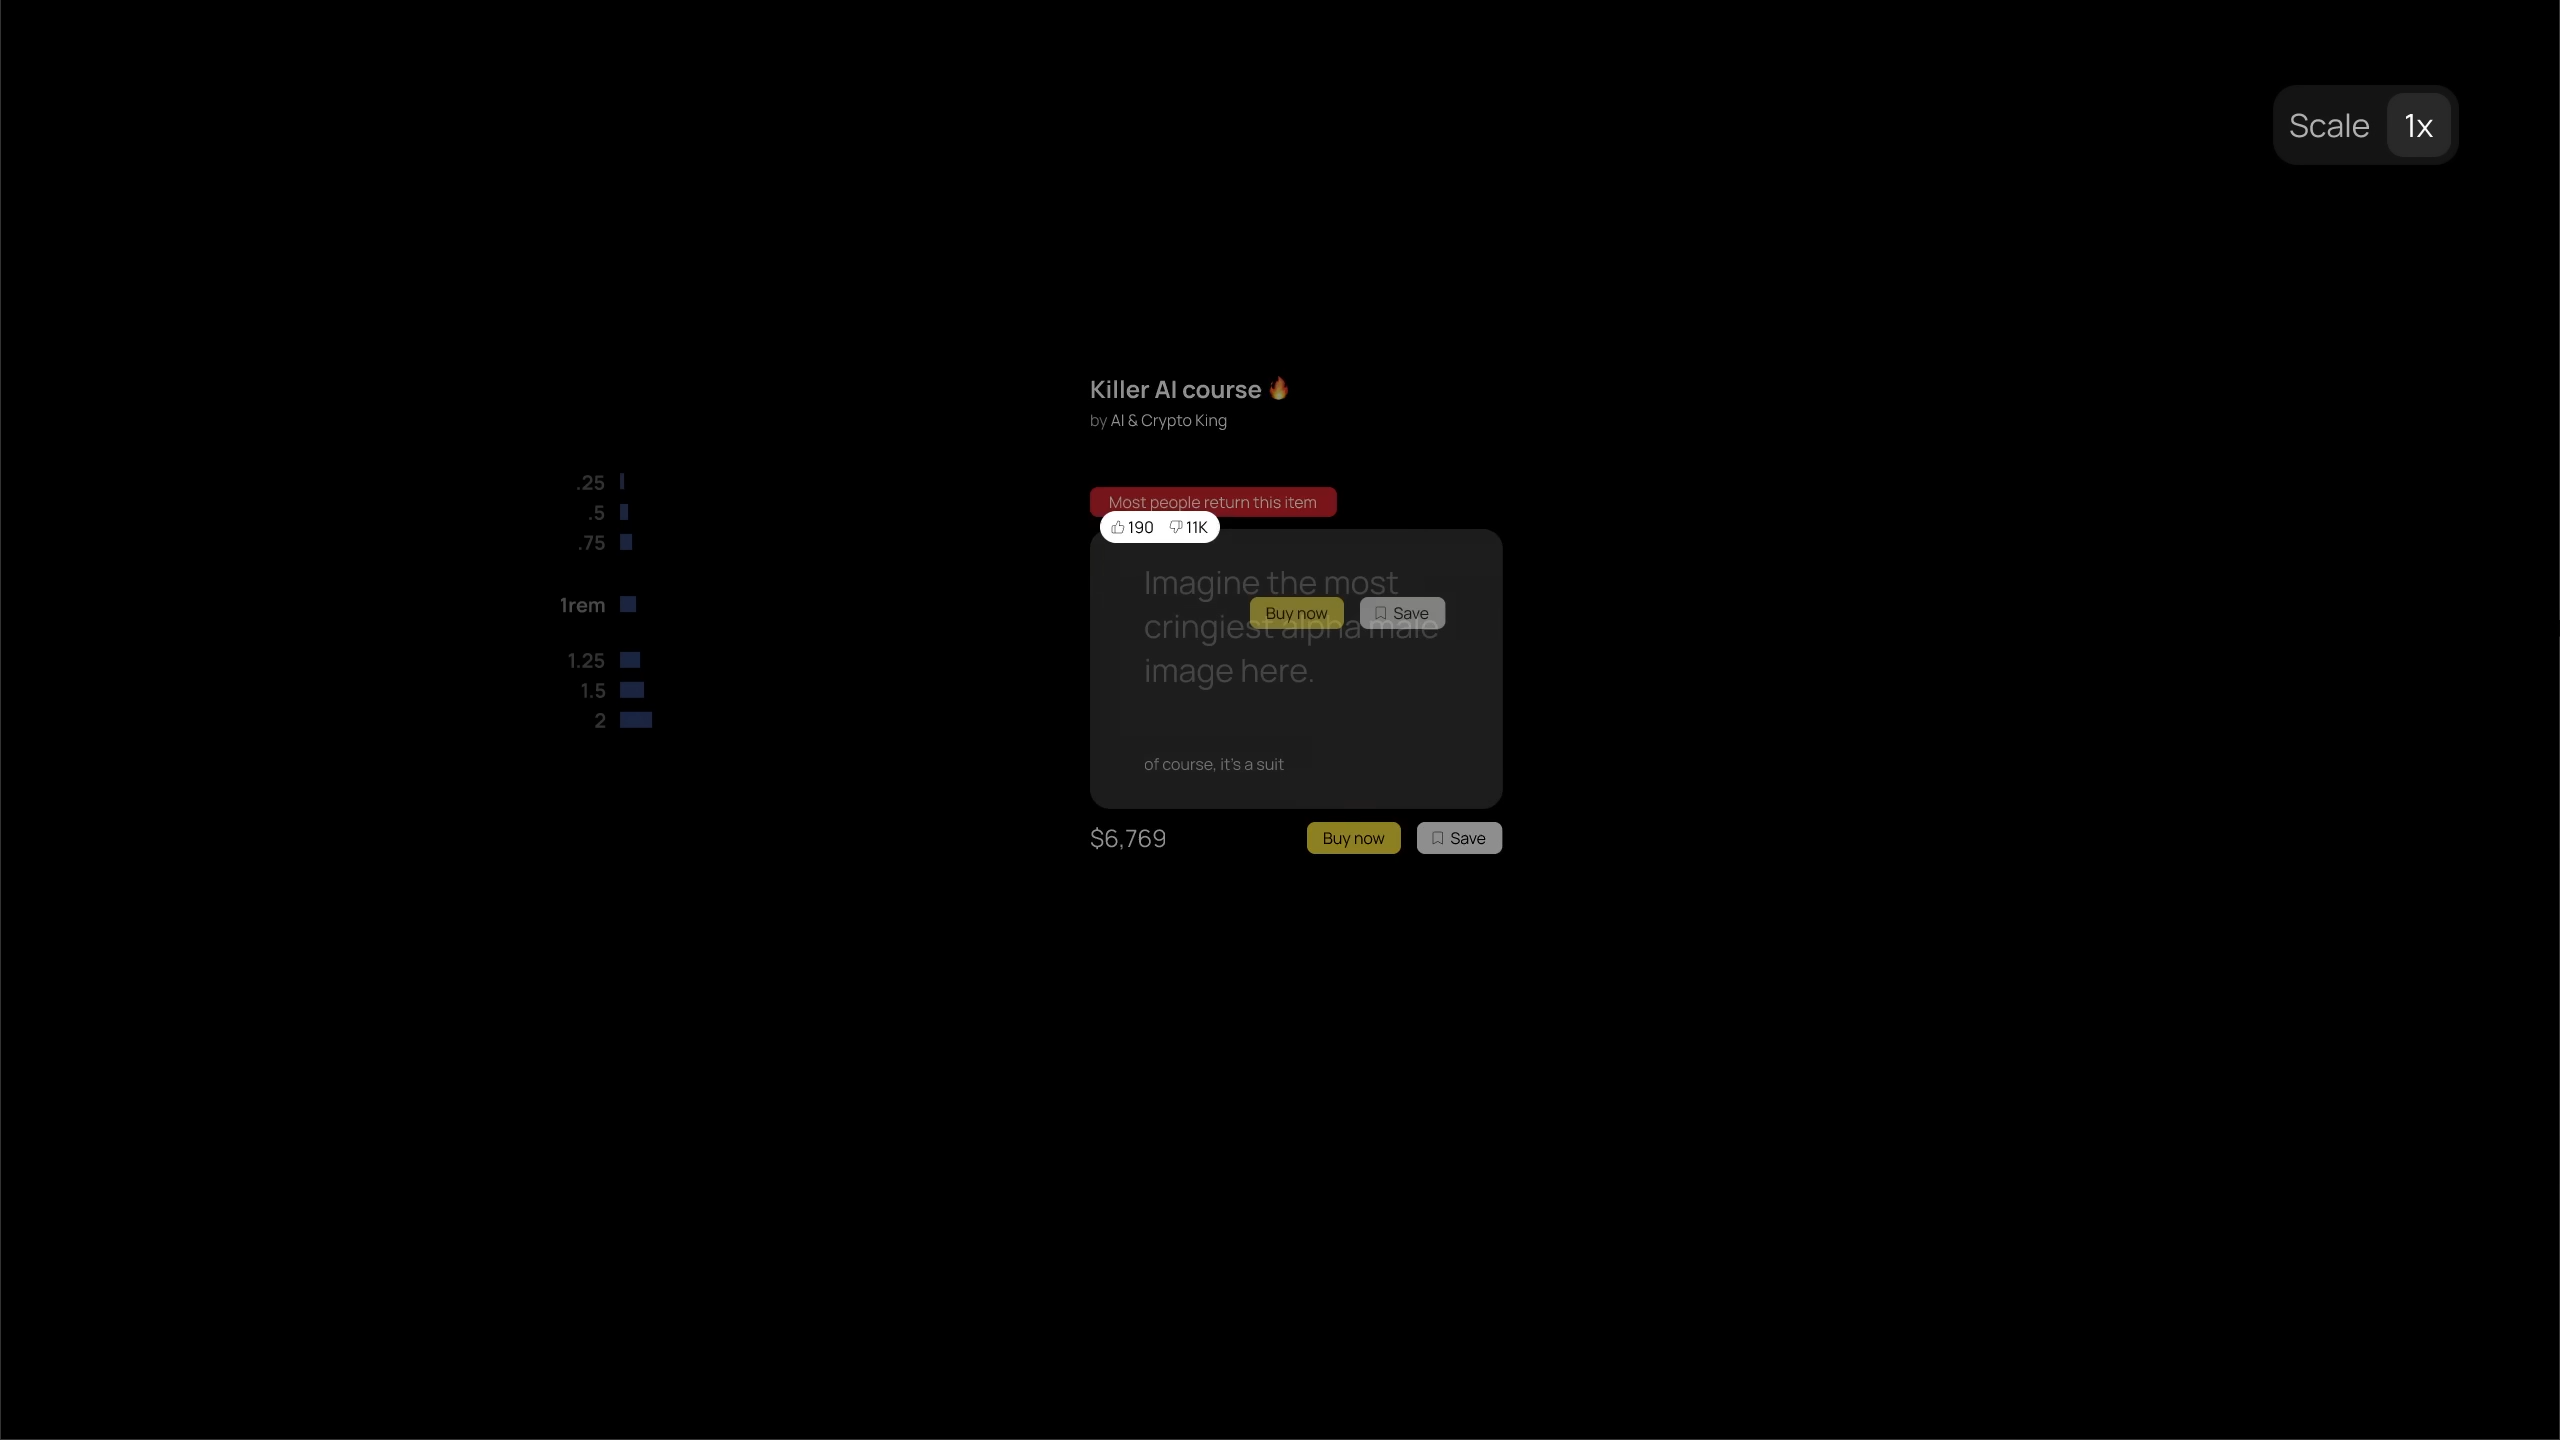 Scale 1x
Killer AI course 🔥
by AI & Crypto King
.25
.5
.75
1rem
1.25
1.5
2
Most people return this item
190 11K
Imagine the most
Buy now Save
cringiest alpha male
image here.
of course, it's a suit
$6,769 Buy now Save